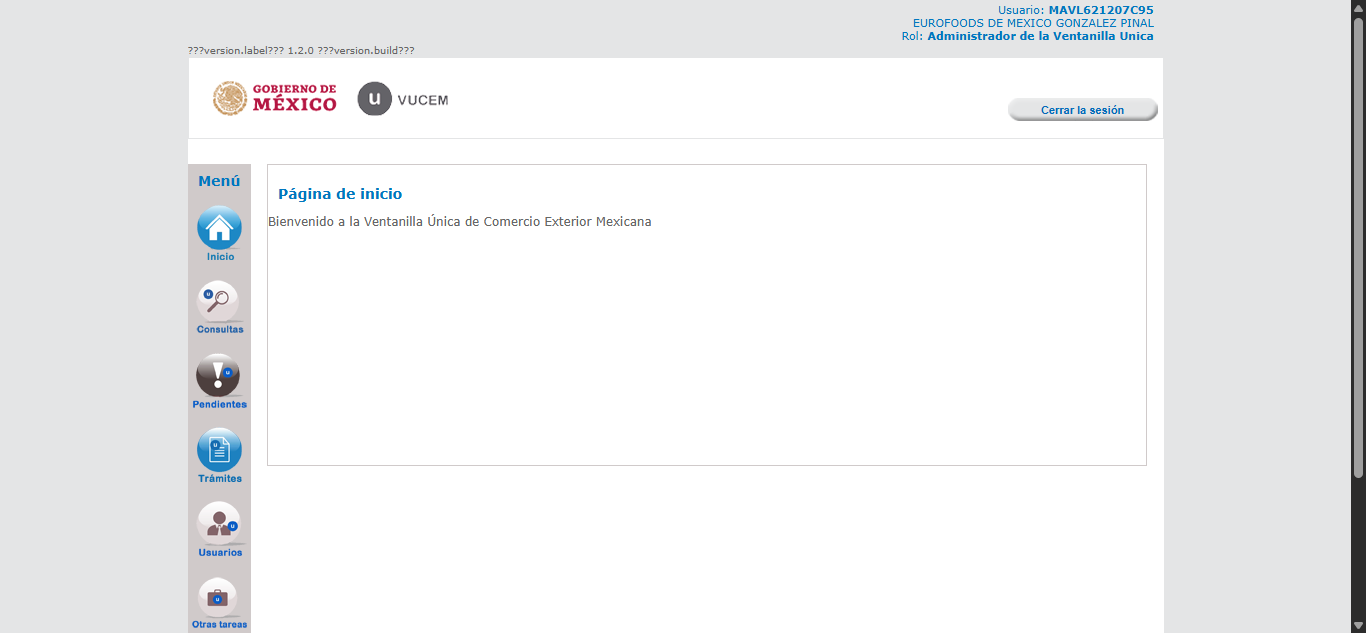 Usuario: MAVL621207C95
EUROFOODS DE MEXICO GONZALEZ PINAL
Rol: Administrador de la Ventanilla Unica
???version.label??? 1.2.0 ???version.build???
GOBIERNO DE
MÉXICO
u VUCEM
Cerrar la sesión
Menú
Página de inicio
Bienvenido a la Ventanilla Única de Comercio Exterior Mexicana
Inicio
u
Consultas
u
Pendientes
u
Trámites
u
Usuarios
u
Otras tareas